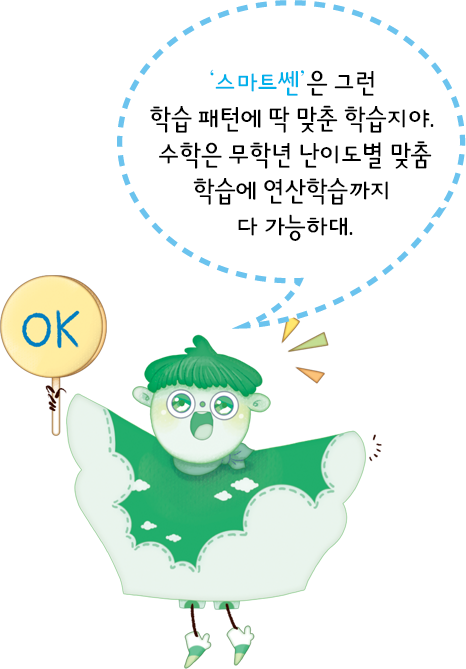 ‘스마트쎈’은 그런
학습 패턴에 딱 맞춘 학습지야.
수학은 무학년 난이도별 맞춤
학습에 연산학습까지
다 가능하대.
OK